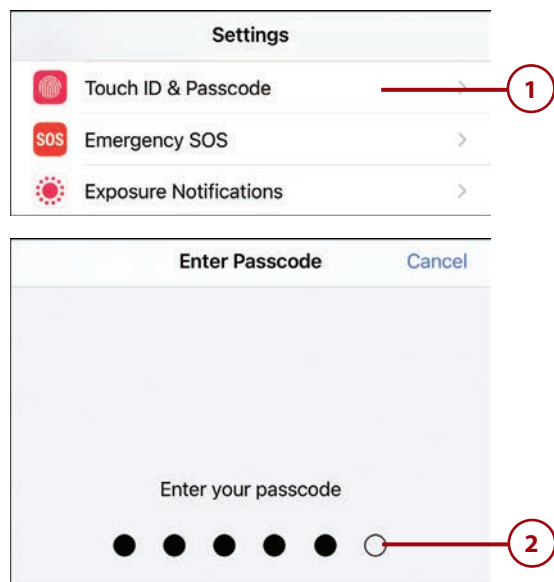 Settings
Touch ID & Passcode
1
SOS
Emergency SOS
Exposure Notifications
Enter Passcode
Cancel
Enter your passcode
2